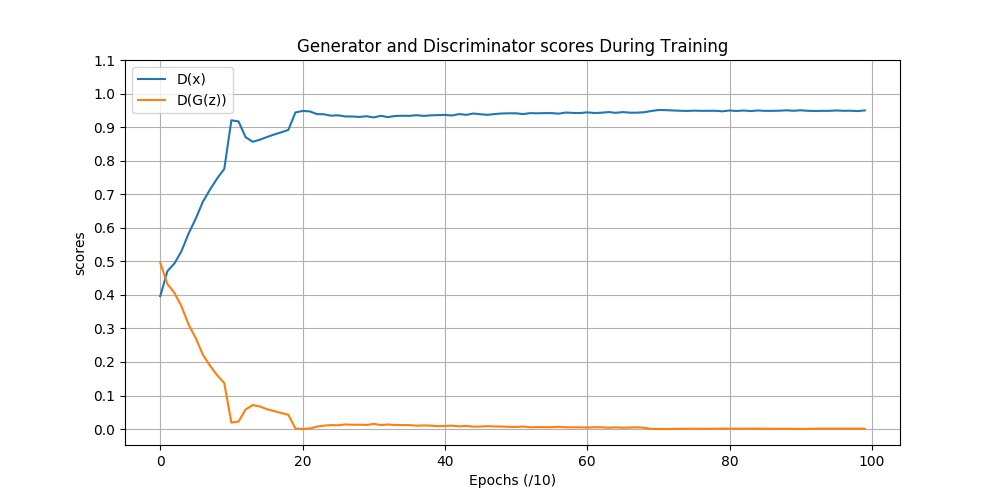 Generator and Discriminator scores During Training
D(x)
D(G(z))
scores
1.1
1.0
0.9
0.8
0.7
0.6
0.5
0.4
0.3
0.2
0.1
0.0
0 20 40 60 80 100
Epochs (/10)